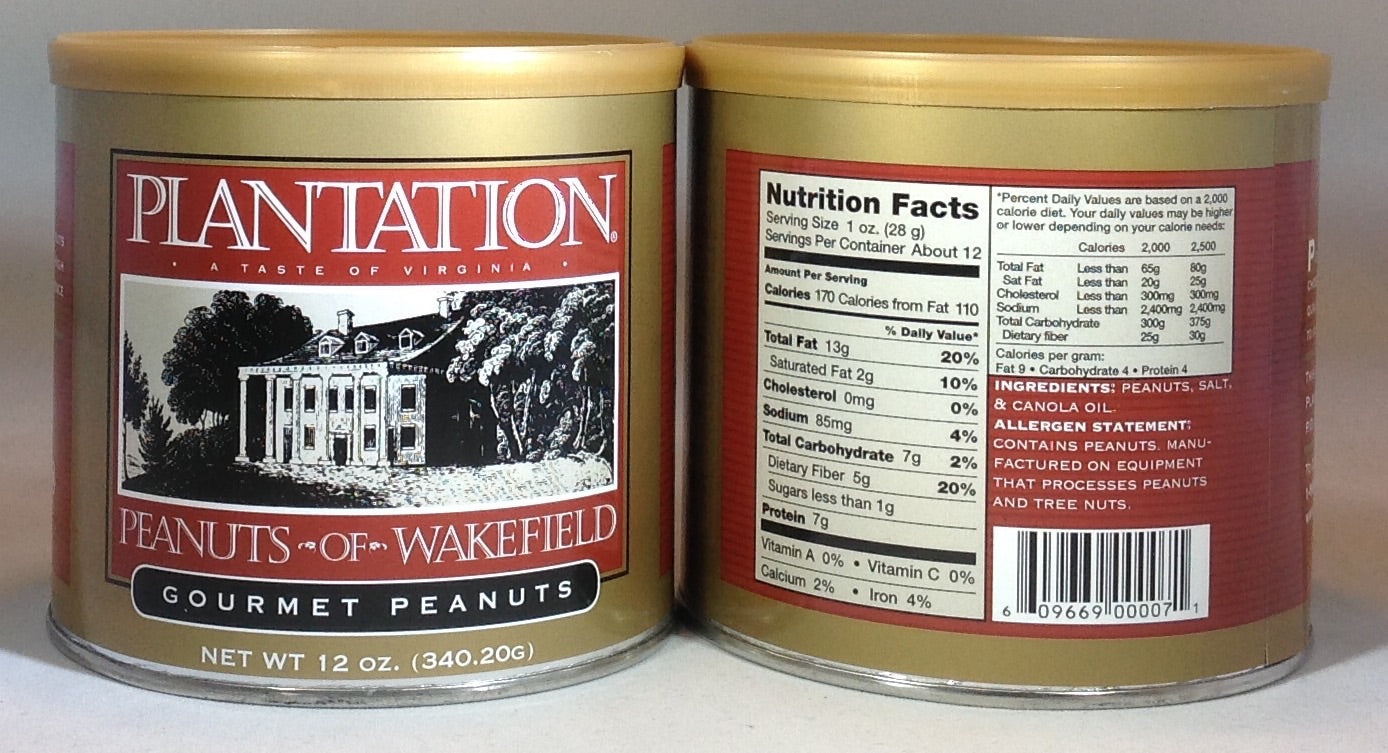 PLANTATION®
• A TASTE OF VIRGINIA •
PEANUTS OF WAKEFIELD
GOURMET PEANUTS
NET WT 12 OZ. (340.20G)
Nutrition Facts
Serving Size 1 oz. (28 g)
Servings Per Container About 12
Amount Per Serving
Calories 170 Calories from Fat 110
% Daily Value*
Total Fat 13g 20%
Saturated Fat 2g 10%
Cholesterol 0mg 0%
Sodium 85mg 4%
Total Carbohydrate 7g 2%
Dietary Fiber 5g 20%
Sugars less than 1g
Protein 7g
Vitamin A 0% • Vitamin C 0%
Calcium 2% • Iron 4%
*Percent Daily Values are based on a 2,000
calorie diet. Your daily values may be higher
or lower depending on your calorie needs:
Calories 2,000 2,500
Total Fat Less than 65g 80g
Sat Fat Less than 20g 25g
Cholesterol Less than 300mg 300mg
Sodium Less than 2,400mg 2,400mg
Total Carbohydrate 300g 375g
Dietary fiber 25g 30g
Calories per gram:
Fat 9 • Carbohydrate 4 • Protein 4
INGREDIENTS: PEANUTS, SALT,
& CANOLA OIL.
ALLERGEN STATEMENT:
CONTAINS PEANUTS. MANU-
FACTURED ON EQUIPMENT
THAT PROCESSES PEANUTS
AND TREE NUTS.
6 09669 00007 1